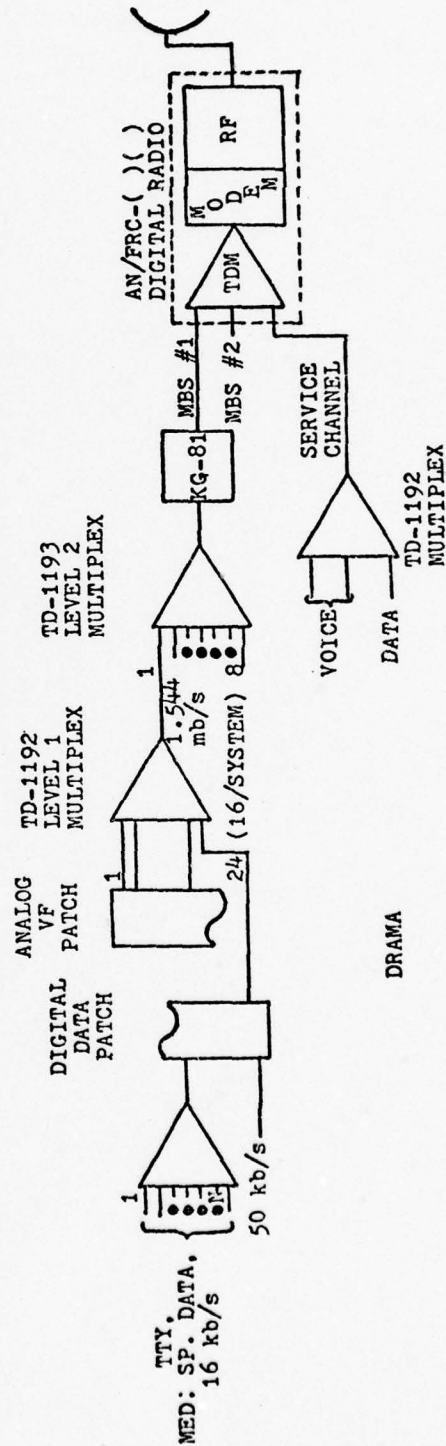 TTY,
MED: SP. DATA,
16 kb/s
1
N
50 kb/s
DIGITAL
DATA
PATCH
ANALOG
VF
PATCH
1
24
TD-1192
LEVEL 1
MULTIPLEX
(16/SYSTEM)
1.544
mb/s
TD-1193
LEVEL 2
MULTIPLEX
1
8
KG-81
MBS #1
MBS #2
AN/FRC-( )( )
DIGITAL RADIO
TDM
MODEM
RF
VOICE
DATA
SERVICE
CHANNEL
TD-1192
MULTIPLEX
DRAMA